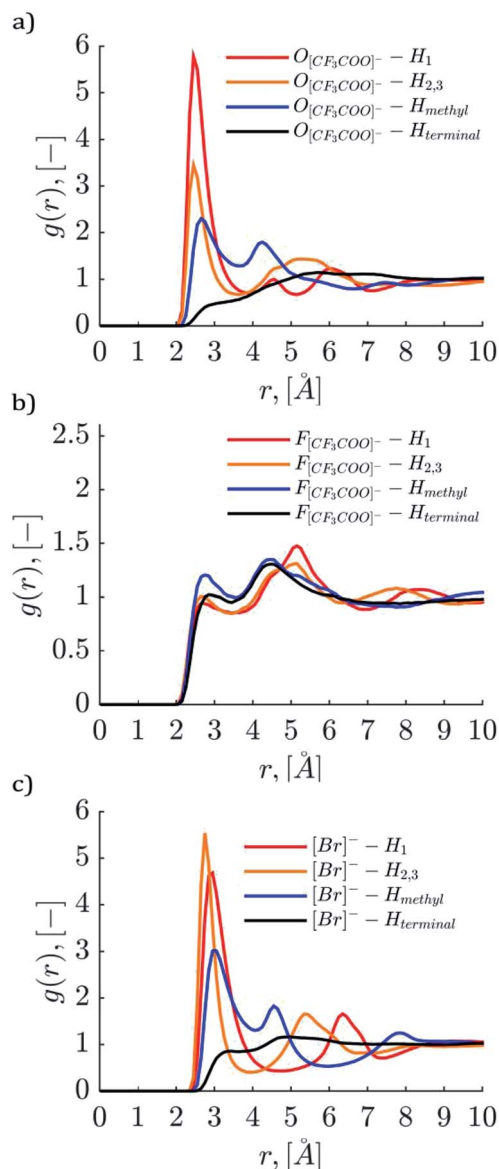 a)
6
5
4
3
2
1
0
g(r), [−]
O[CF₃COO]⁻ − H₁
O[CF₃COO]⁻ − H₂,₃
O[CF₃COO]⁻ − Hmethyl
O[CF₃COO]⁻ − Hterminal
0 1 2 3 4 5 6 7 8 9 10
r, [Å]
b)
2.5
2
1.5
1
0.5
0
g(r), [−]
F[CF₃COO]⁻ − H₁
F[CF₃COO]⁻ − H₂,₃
F[CF₃COO]⁻ − Hmethyl
F[CF₃COO]⁻ − Hterminal
0 1 2 3 4 5 6 7 8 9 10
r, [Å]
c)
6
5
4
3
2
1
0
g(r), [−]
[Br]⁻ − H₁
[Br]⁻ − H₂,₃
[Br]⁻ − Hmethyl
[Br]⁻ − Hterminal
0 1 2 3 4 5 6 7 8 9 10
r, [Å]